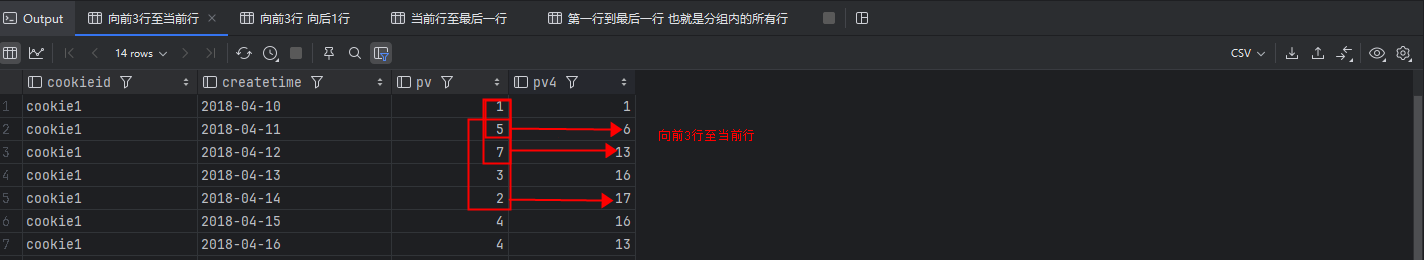 Output 向前3行至当前行 向前3行 向后1行 当前行至最后一行 第一行到最后一行 也就是分组内的所有行
14 rows CSV
cookieid createtime pv pv4
1 cookie1 2018-04-10 1 1
2 cookie1 2018-04-11 5 6
向前3行至当前行
3 cookie1 2018-04-12 7 13
4 cookie1 2018-04-13 3 16
5 cookie1 2018-04-14 2 17
6 cookie1 2018-04-15 4 16
7 cookie1 2018-04-16 4 13